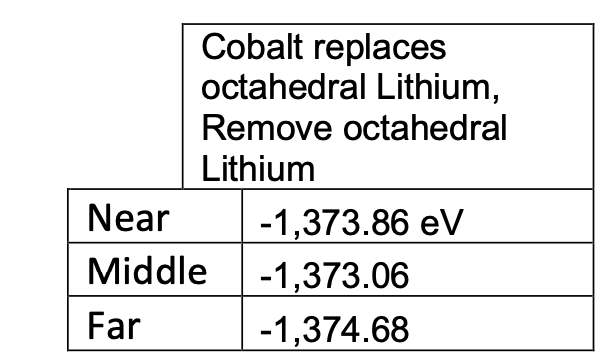 Cobalt replaces
octahedral Lithium,
Remove octahedral
Lithium
Near -1,373.86 eV
Middle -1,373.06
Far -1,374.68